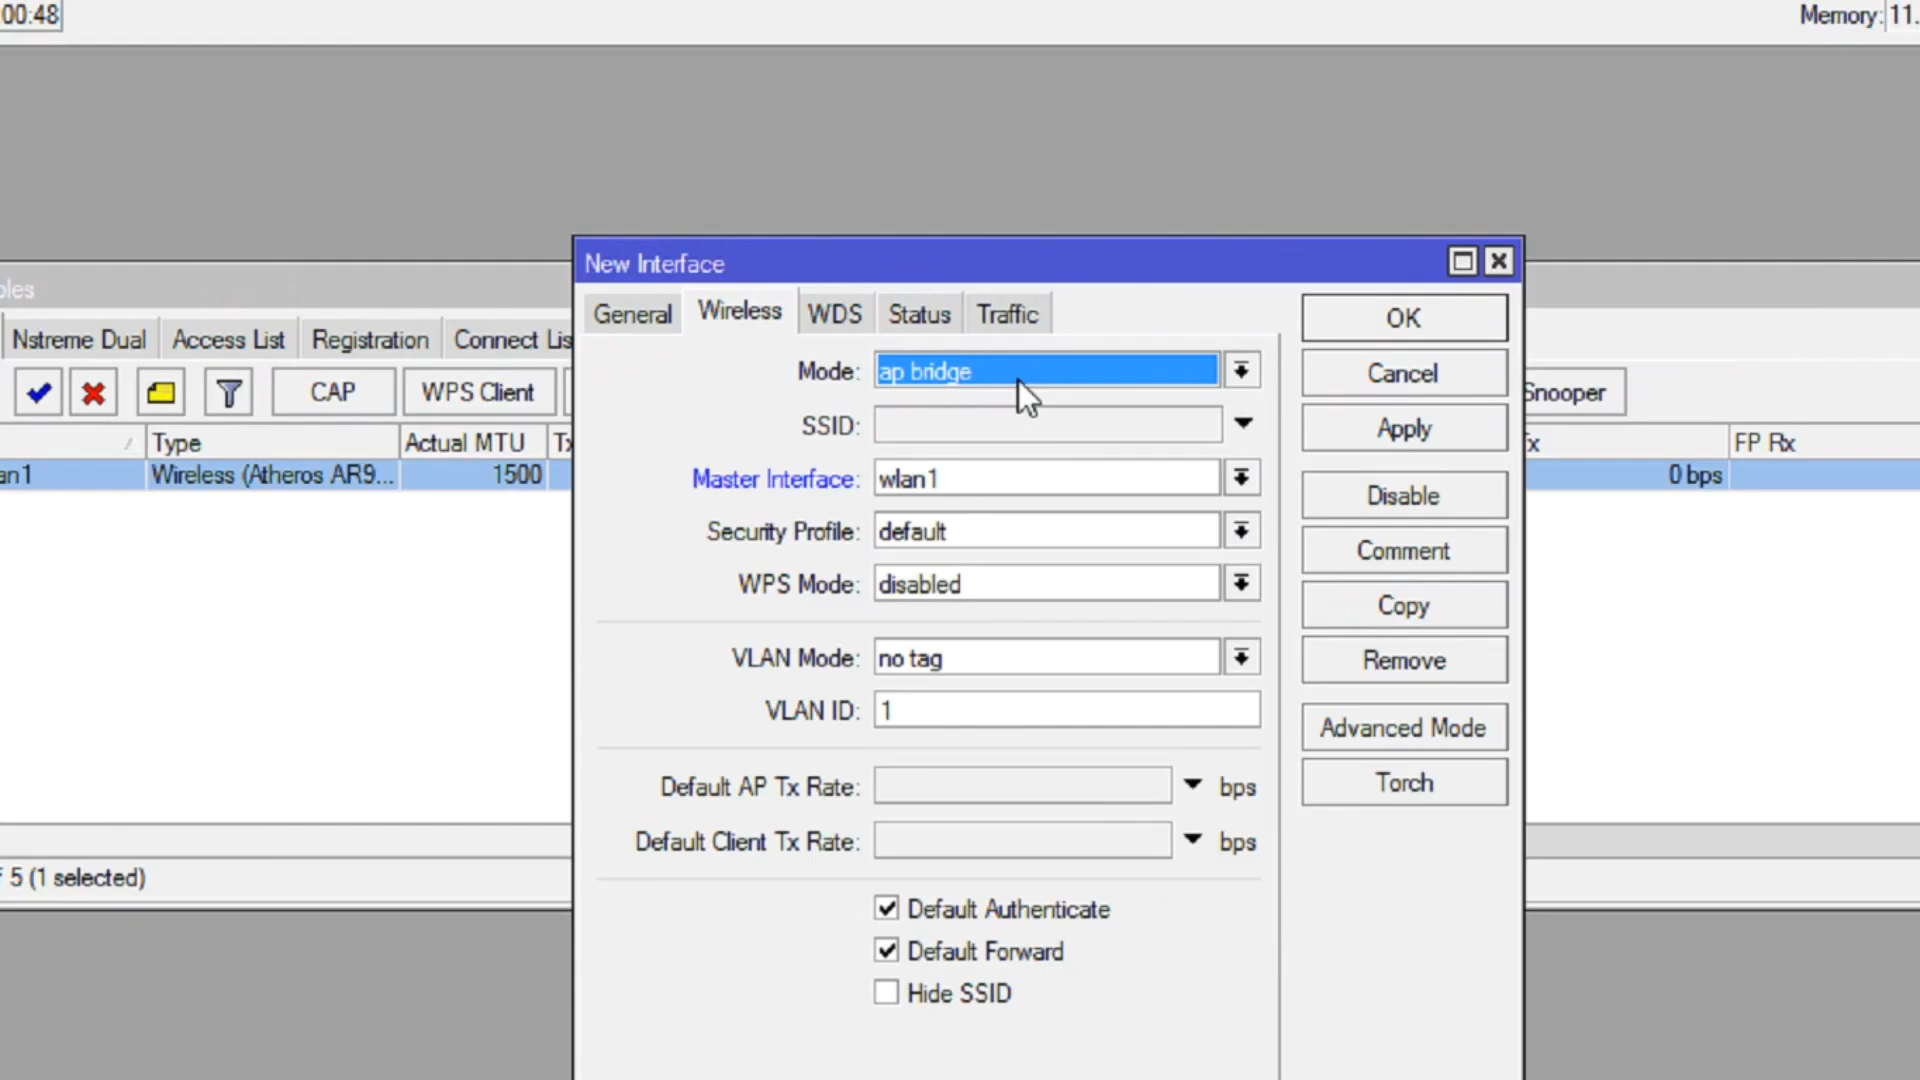 00:48
Memory: 11.
New Interface
Nstreme Dual Access List Registration Connect Lis
General Wireless WDS Status Traffic
CAP WPS Client
Snooper
Type Actual MTU
FP Rx
an1 Wireless (Atheros AR9... 1500
0 bps
5 (1 selected)
Mode: ap bridge
SSID:
Master Interface: wlan1
Security Profile: default
WPS Mode: disabled
VLAN Mode: no tag
VLAN ID: 1
Default AP Tx Rate: bps
Default Client Tx Rate: bps
Default Authenticate
Default Forward
Hide SSID
OK
Cancel
Apply
Disable
Comment
Copy
Remove
Advanced Mode
Torch